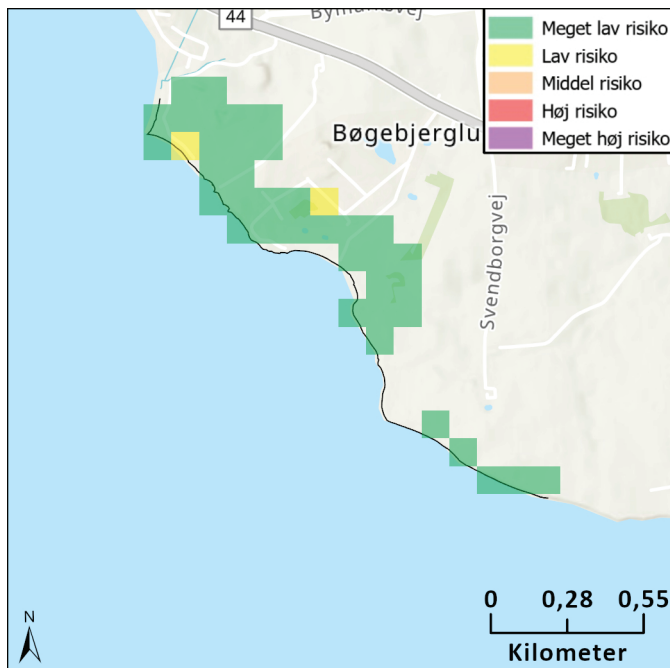 44
Bymarksvej
Meget lav risiko
Lav risiko
Middel risiko
Høj risiko
Meget høj risiko
Bøgebjerglu
Svendborgvej
N
0 0,28 0,55
Kilometer